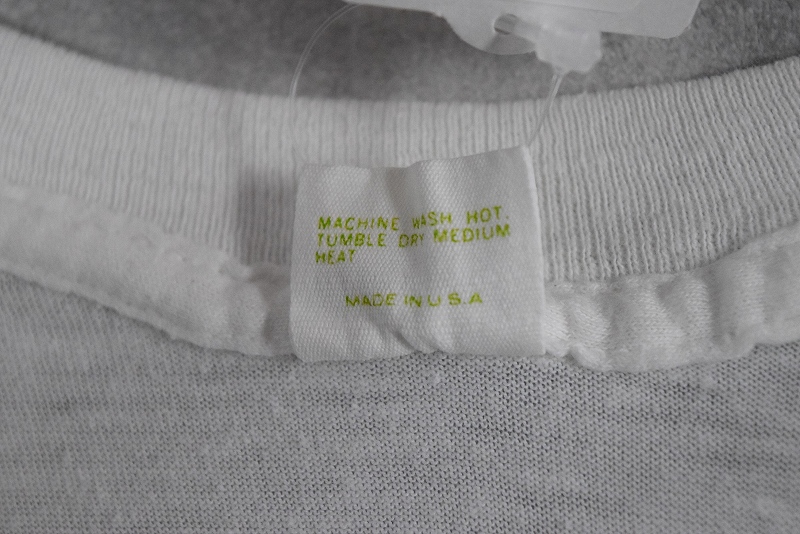 MACHINE WASH HOT.
TUMBLE DRY MEDIUM
HEAT
MADE IN U.S.A